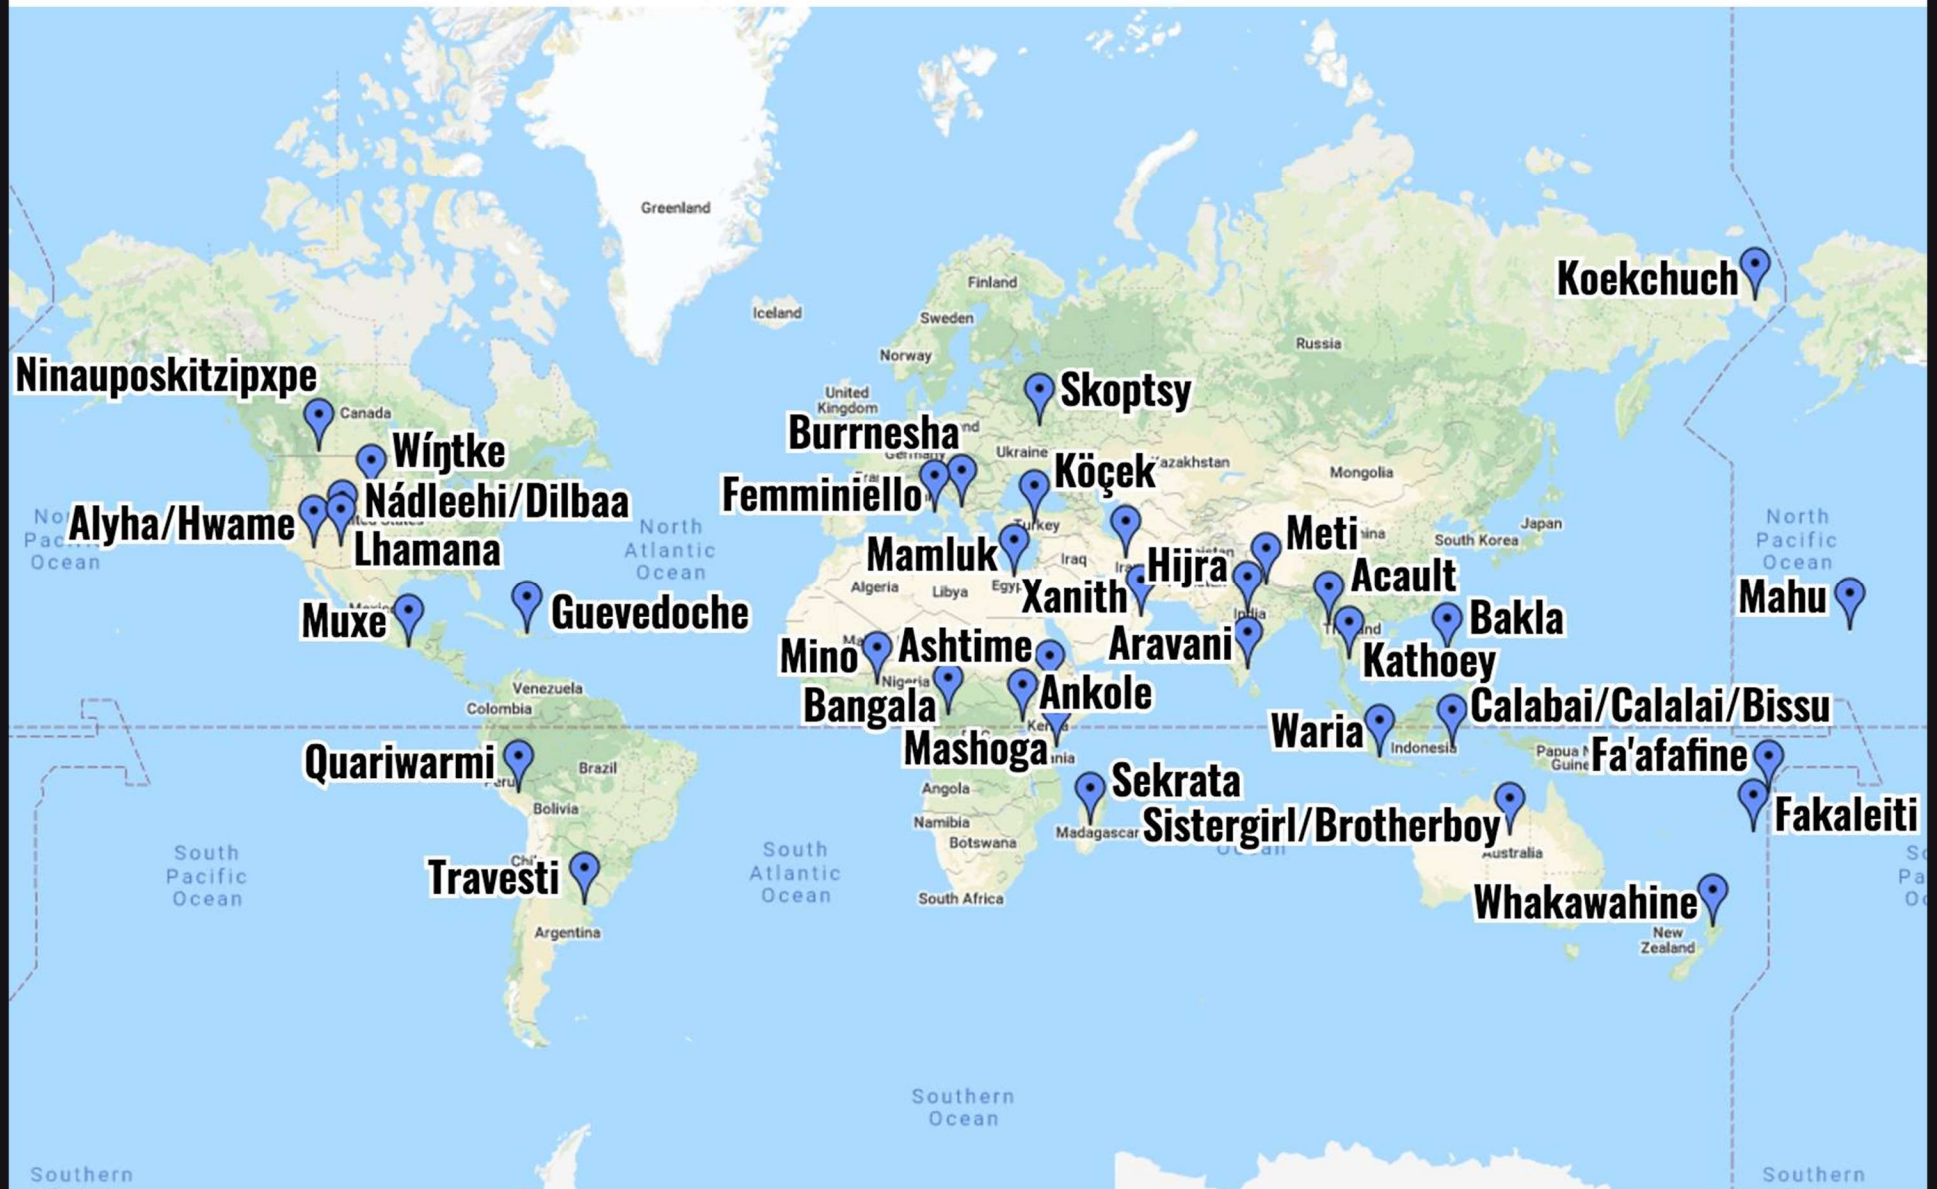 Greenland
Finland
Iceland
Sweden
Koekchuch
Russia
Norway
Ninauposkitzipxpe
Canada
United
Kingdom
Skoptsy
Burrnesha
Wíŋtke
Germany
Ukraine
Köçek
Mongolia
Femminiello
Nádleehi/Dilbaa
Alyha/Hwame
Turkey
North
Atlantic
Ocean
North
Pacific
Ocean
Japan
South Korea
Meti
Lhamana
Mamluk
Iraq
Hijra
Algeria
Libya
Acault
Xanith
Mahu
Muxe
Guevedoche
India
Bakla
Mino
Ashtime
Aravani
Kathoey
Nigeria
Venezuela
Colombia
Bangala
Ankole
Calabai/Calalai/Bissu
Waria
Indonesia
Mashoga
Papua
Fa'afafine
Quariwarmi
Brazil
Angola
Sekrata
Bolivia
Fakaleiti
Namibia
Madagascar
Sistergirl/Brotherboy
Botswana
Ocean
Australia
South
Pacific
Ocean
South
Atlantic
Ocean
Travesti
South Africa
Whakawahine
Argentina
New
Zealand
Southern
Ocean
Southern
Southern